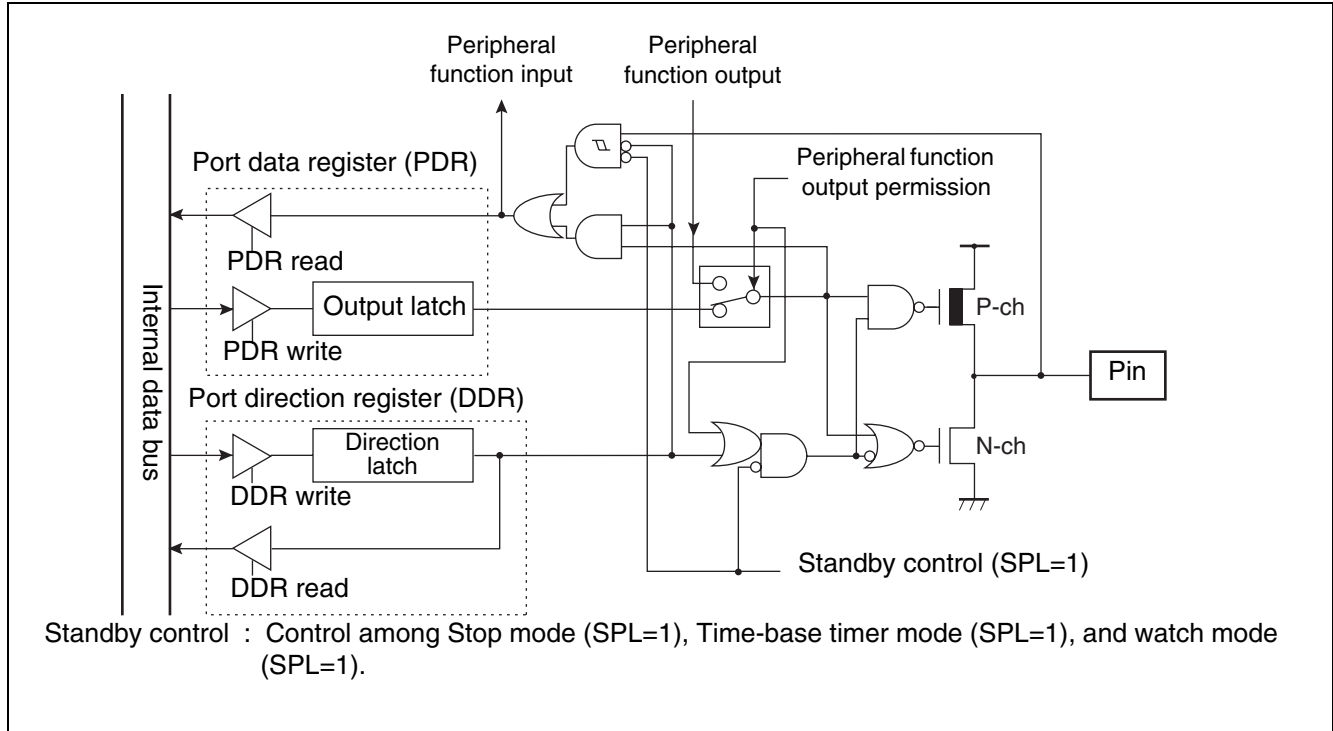 Peripheral
function input
Peripheral
function output
Port data register (PDR)
Peripheral function
output permission
PDR read
Output latch
PDR write
P-ch
Pin
Internal data bus
Port direction register (DDR)
Direction
latch
N-ch
DDR write
Standby control (SPL=1)
DDR read
Standby control : Control among Stop mode (SPL=1), Time-base timer mode (SPL=1), and watch mode
(SPL=1).